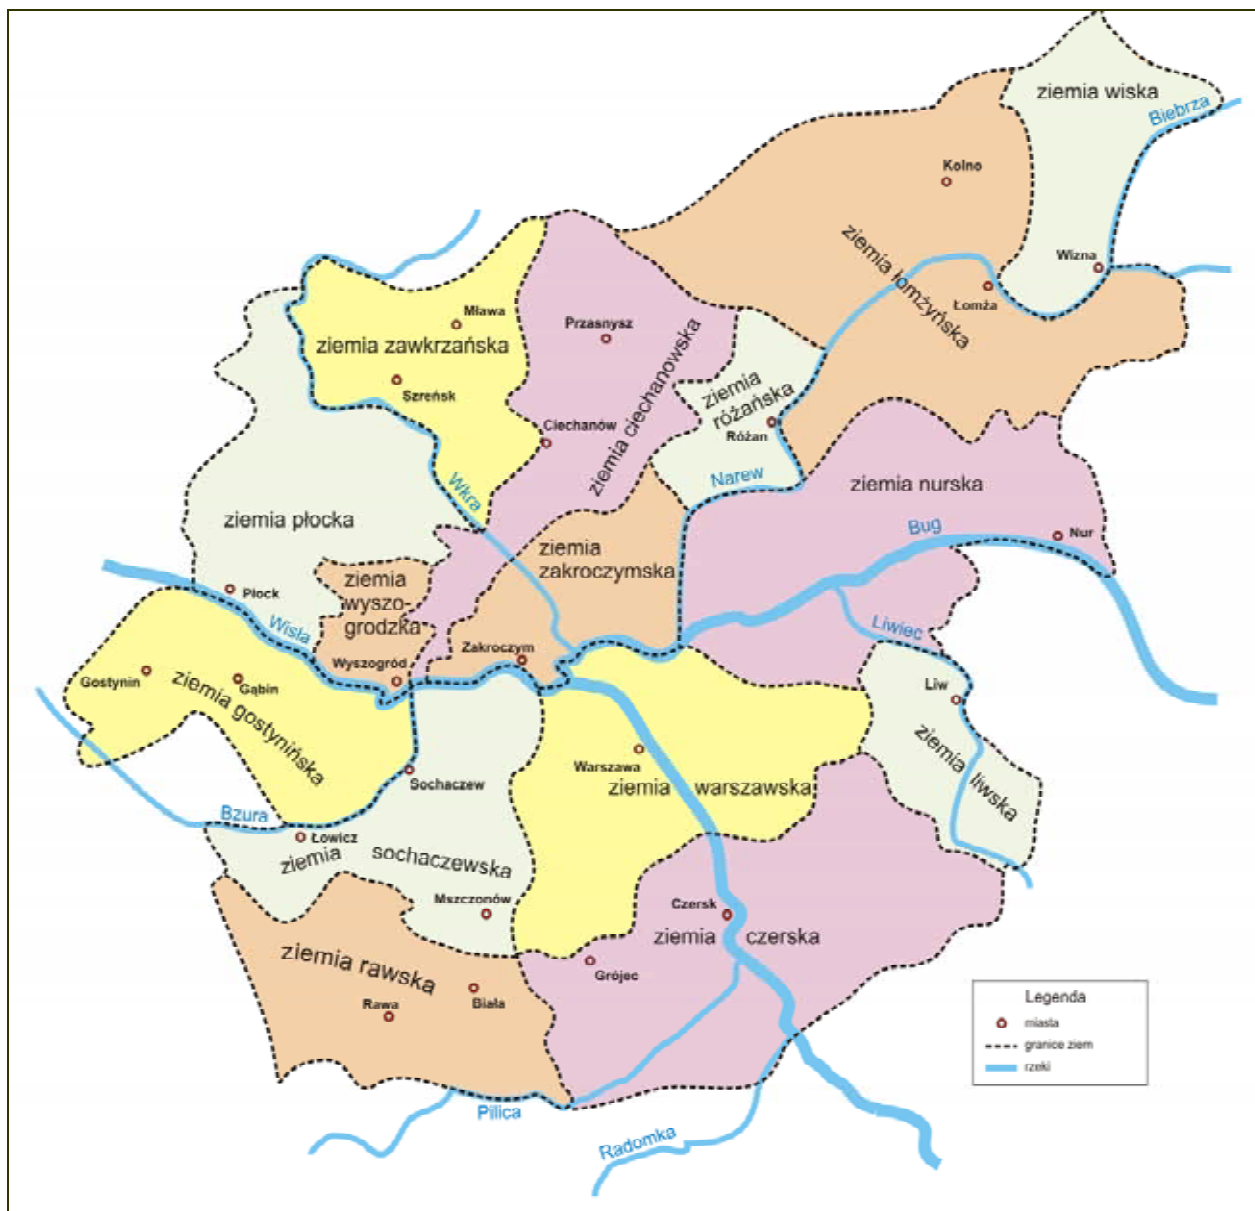 ziemia wiska
Biebrza
Kolno
ziemia łomżyńska
Wizna
Łomża
Mława
Przasnysz
ziemia zawkrzańska
Szreńsk
ziemia ciechanowska
Ciechanów
ziemia
różańska
Różan
Narew
Wkra
ziemia nurska
Bug
Nur
ziemia płocka
ziemia
zakroczymska
ziemia
wyszo-
grodzka
Płock
Wisła
Liwiec
Zakroczym
Wyszogród
Gostynin
Gąbin
ziemia gostynińska
Liw
ziemia liwska
Warszawa
ziemia warszawska
Sochaczew
Bzura
Łowicz
ziemia sochaczewska
Mszczonów
Czersk
ziemia czerska
Grójec
ziemia rawska
Rawa
Biała
Pilica
Radomka
Legenda
miasta
granice ziem
rzeki